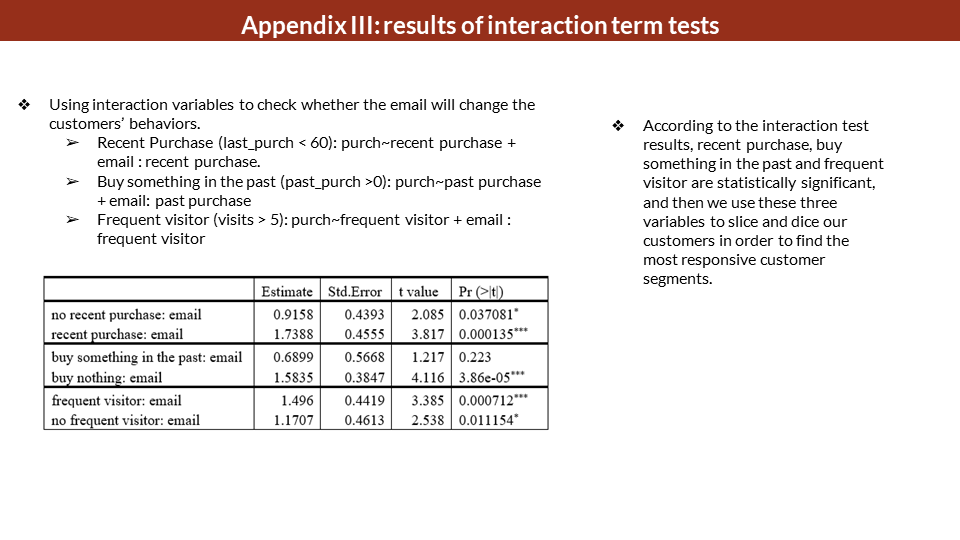 Appendix III: results of interaction term tests
❖ Using interaction variables to check whether the email will change the
customers’ behaviors.
➢ Recent Purchase (last_purch < 60): purch~recent purchase +
email : recent purchase.
➢ Buy something in the past (past_purch >0): purch~past purchase
+ email: past purchase
➢ Frequent visitor (visits > 5): purch~frequent visitor + email :
frequent visitor
Estimate Std.Error t value Pr (>|t|)
no recent purchase: email 0.9158 0.4393 2.085 0.037081*
recent purchase: email 1.7388 0.4555 3.817 0.000135***
buy something in the past: email 0.6899 0.5668 1.217 0.223
buy nothing: email 1.5835 0.3847 4.116 3.86e-05***
frequent visitor: email 1.496 0.4419 3.385 0.000712***
no frequent visitor: email 1.1707 0.4613 2.538 0.011154*
❖ According to the interaction test
results, recent purchase, buy
something in the past and frequent
visitor are statistically significant,
and then we use these three
variables to slice and dice our
customers in order to find the
most responsive customer
segments.